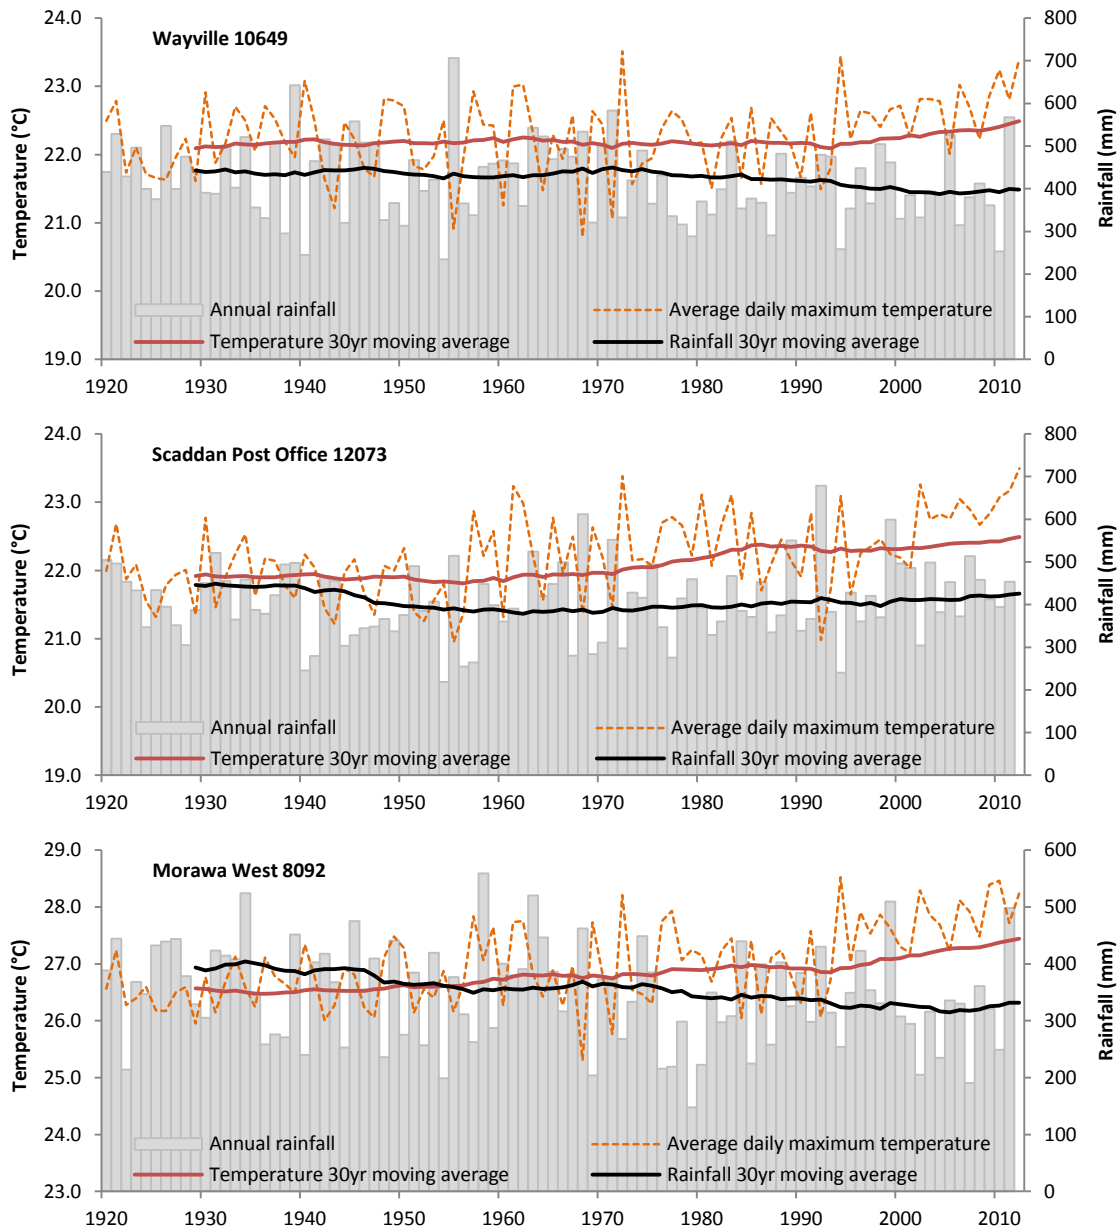 24.0
23.0
22.0
21.0
20.0
19.0
Temperature (°C)
Wayville 10649
800
700
600
500
400
300
200
100
0
Rainfall (mm)
Annual rainfall
Average daily maximum temperature
Temperature 30yr moving average
Rainfall 30yr moving average
1920 1930 1940 1950 1960 1970 1980 1990 2000 2010
24.0
23.0
22.0
21.0
20.0
19.0
Temperature (°C)
Scaddan Post Office 12073
800
700
600
500
400
300
200
100
0
Rainfall (mm)
Annual rainfall
Average daily maximum temperature
Temperature 30yr moving average
Rainfall 30yr moving average
1920 1930 1940 1950 1960 1970 1980 1990 2000 2010
29.0
28.0
27.0
26.0
25.0
24.0
23.0
Temperature (°C)
Morawa West 8092
600
500
400
300
200
100
0
Rainfall (mm)
Annual rainfall
Average daily maximum temperature
Temperature 30yr moving average
Rainfall 30yr moving average
1920 1930 1940 1950 1960 1970 1980 1990 2000 2010